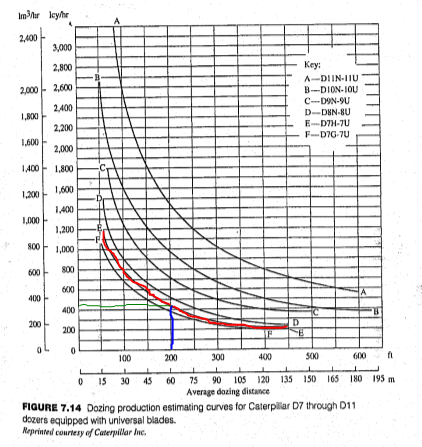 lm³/hr lcy/hr
2,400
2,000
1,800
1,600
1,400
1,200
1,000
800
600
400
200
0
3,000
2,800
2,600
2,400
2,200
2,000
1,800
1,600
1,400
1,200
1,000
800
600
400
200
0
A
B
C
D
E
F
Key:
A—D11N-11U
B—D10N-10U
C—D9N-9U
D—D8N-8U
E—D7H-7U
F—D7G-7U
A
B
C
D
E
F
100 200 300 400 500 600 ft
0 15 30 45 60 75 90 105 120 135 150 165 180 195 m
Average dozing distance
FIGURE 7.14 Dozing production estimating curves for Caterpillar D7 through D11
dozers equipped with universal blades.
Reprinted courtesy of Caterpillar Inc.